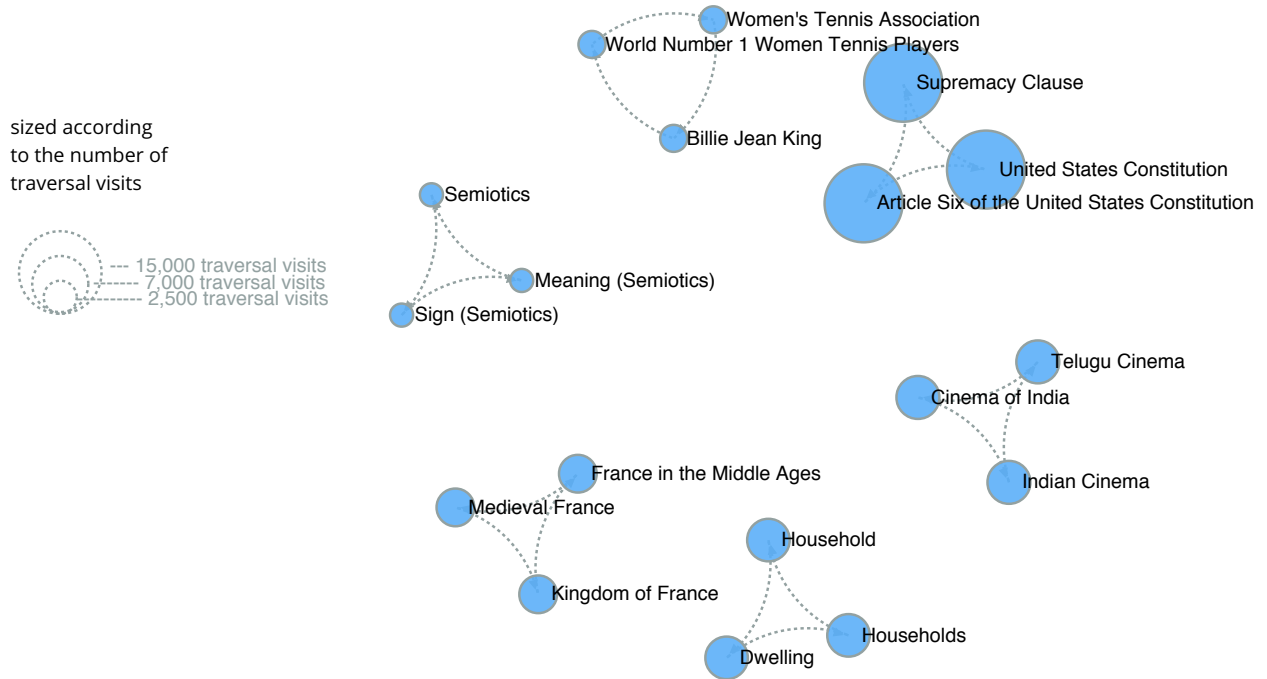 Women's Tennis Association
World Number 1 Women Tennis Players
Supremacy Clause
sized according
to the number of
traversal visits
Billie Jean King
United States Constitution
Article Six of the United States Constitution
Semiotics
15,000 traversal visits
7,000 traversal visits
2,500 traversal visits
Meaning (Semiotics)
Sign (Semiotics)
Telugu Cinema
Cinema of India
Indian Cinema
France in the Middle Ages
Medieval France
Household
Kingdom of France
Households
Dwelling